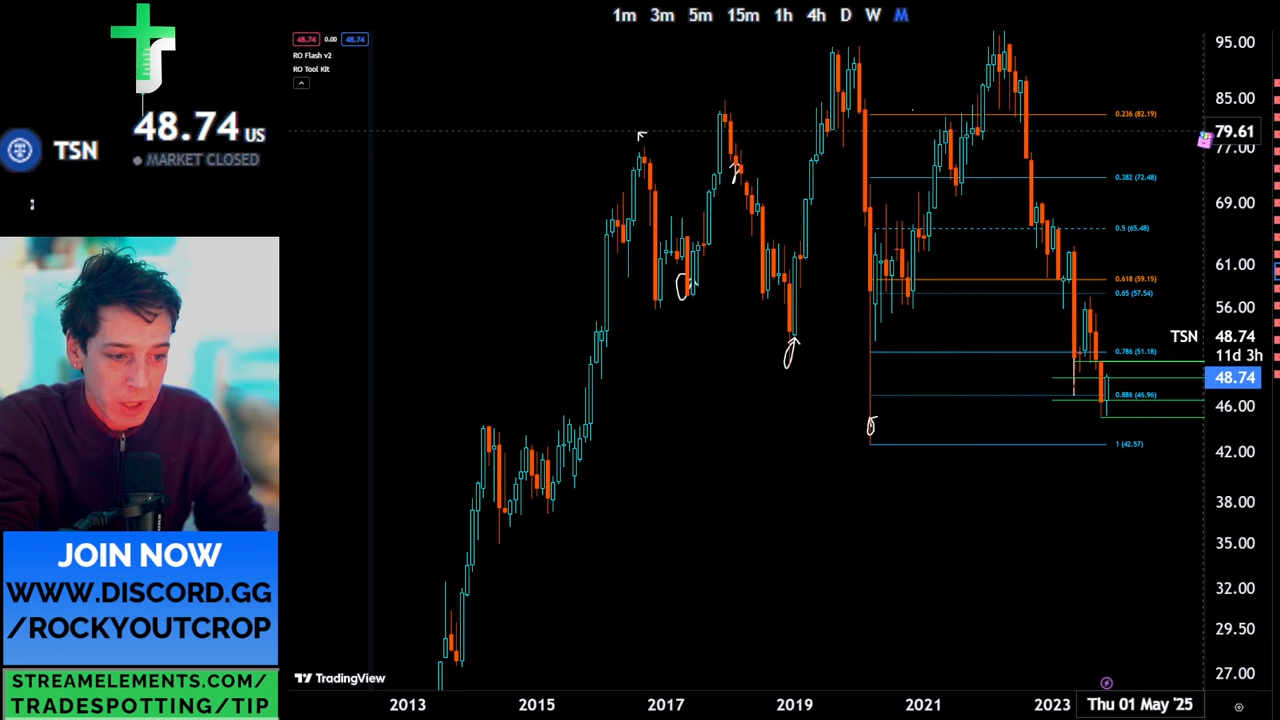 1m 3m 5m 15m 1h 4h D W M
48.74 0.00 48.74
RO Flash v2
RO Tool Kit
48.74 US
TSN
MARKET CLOSED
95.00
85.00
79.61
77.00
69.00
61.00
56.00
TSN 48.74
11d 3h
48.74
46.00
42.00
38.00
35.00
32.00
29.50
27.00
0.236 (82.19)
0.382 (72.48)
0.5 (65.48)
0.618 (59.15)
0.65 (57.54)
0.786 (51.18)
0.886 (46.96)
1 (42.57)
JOIN NOW
WWW.DISCORD.GG
/ROCKYOUTCROP
STREAMELEMENTS.COM/
TRADESPOTTING/TIP
TradingView
2013 2015 2017 2019 2021 2023 Thu 01 May '25